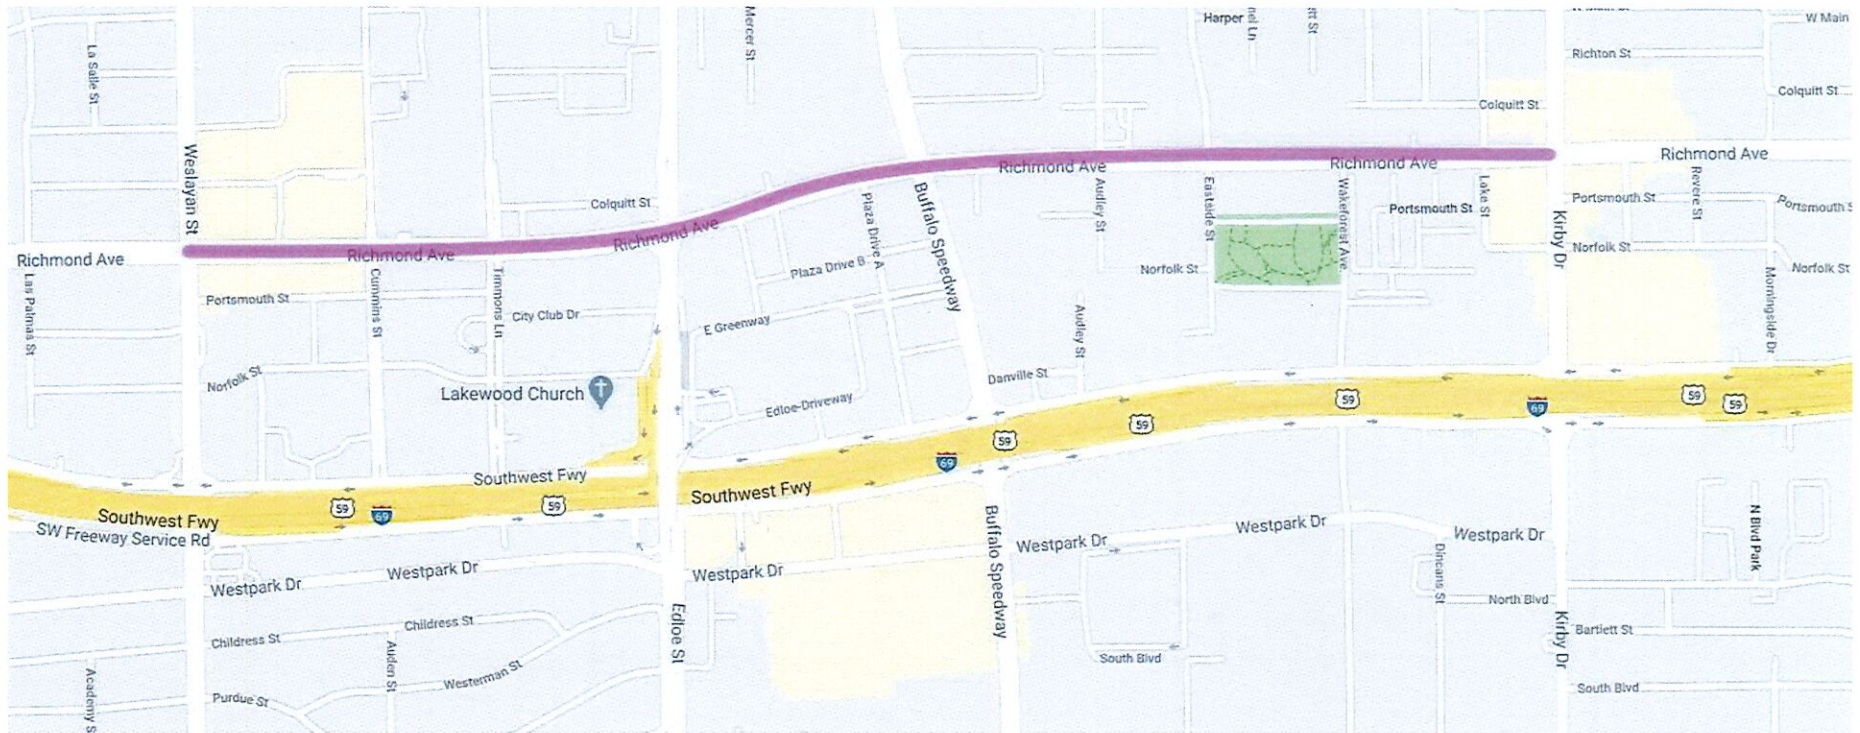 Mercer St
Harper
W Main
La Salle St
Richton St
Colquitt St
Colquitt St
Weslayan St
Richmond Ave
Richmond Ave
Richmond Ave
Buffalo Speedway
Audley St
Eastside St
Wakeforest Ave
Lake St
Revere St
Portsmouth St
Portsmouth St
Portsmouth S
Colquitt St
Plaza Drive A
Kirby Dr
Richmond Ave
Richmond Ave
Richmond Ave
Norfolk St
Norfolk St
Norfolk St
Plaza Drive B
Las Palmas St
Cummins St
Timmons Ln
Portsmouth St
City Club Dr
E Greenway
Audley St
Morningside Dr
Norfolk St
Lakewood Church
Danville St
Edloe-Driveway
59
59
59
59
59
69
69
Southwest Fwy
Southwest Fwy
59
59
69
Southwest Fwy
SW Freeway Service Rd
Westpark Dr
Westpark Dr
Westpark Dr
Westpark Dr
Westpark Dr
Westpark Dr
Buffalo Speedway
N Blvd Park
Dincans St
North Blvd
Edloe St
Childress St
Childress St
Auden St
Westerman St
Academy S
Purdue St
South Blvd
Kirby Dr
Bartlett St
South Blvd